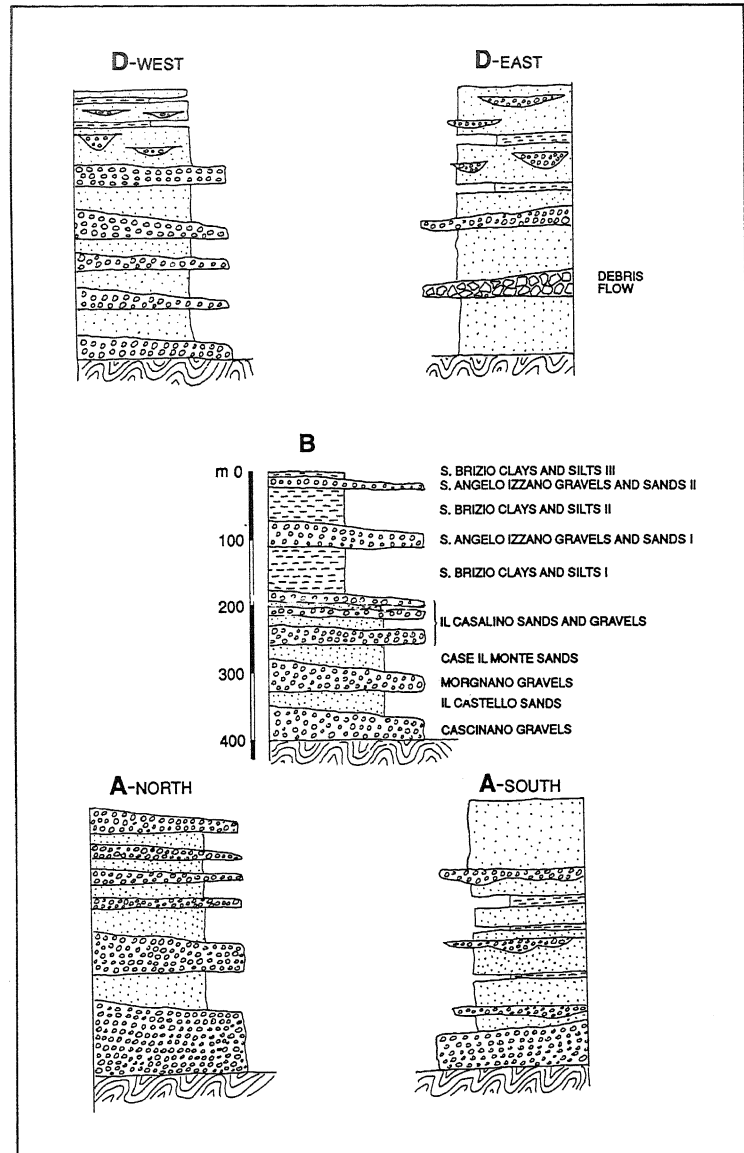 D-WEST
D-EAST
DEBRIS
FLOW
B
m 0
100
200
300
400
S. BRIZIO CLAYS AND SILTS III
S. ANGELO IZZANO GRAVELS AND SANDS II
S. BRIZIO CLAYS AND SILTS II
S. ANGELO IZZANO GRAVELS AND SANDS I
S. BRIZIO CLAYS AND SILTS I
IL CASALINO SANDS AND GRAVELS
CASE IL MONTE SANDS
MORGNANO GRAVELS
IL CASTELLO SANDS
CASCINANO GRAVELS
A-NORTH
A-SOUTH